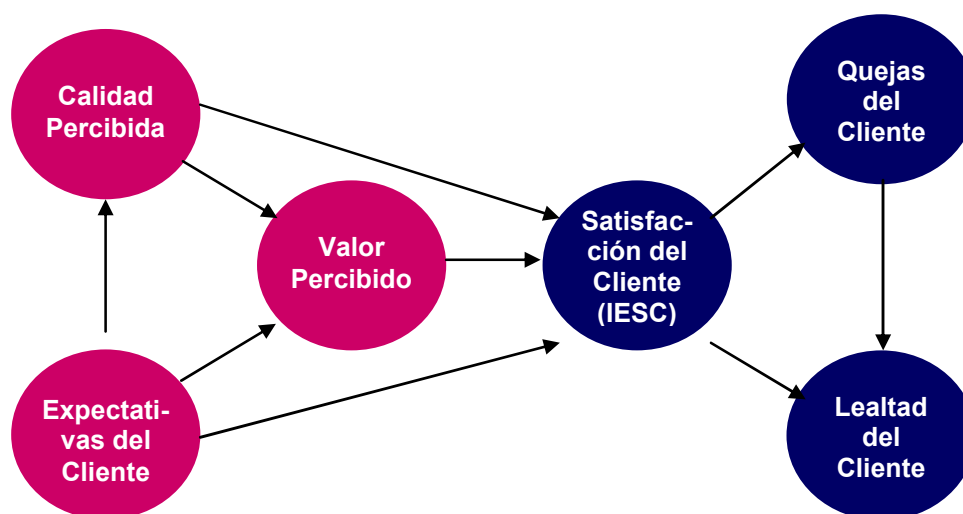 Calidad
Percibida
Quejas
del
Cliente
Valor
Percibido
Satisfac-
ción del
Cliente
(IESC)
Expectati-
vas del
Cliente
Lealtad
del
Cliente